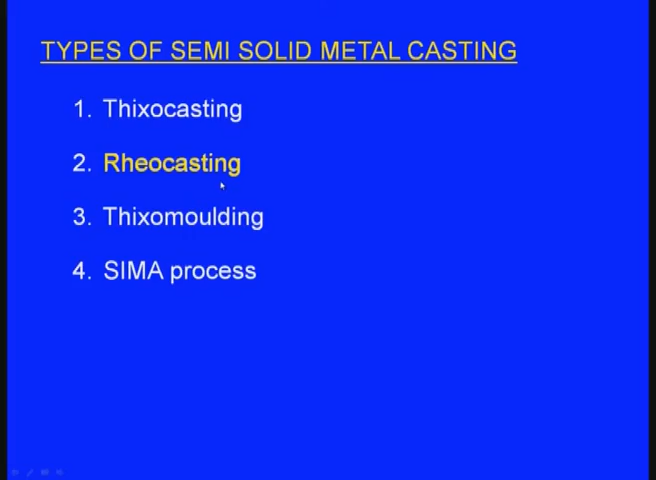 TYPES OF SEMI SOLID METAL CASTING
1. Thixocasting
2. Rheocasting
3. Thixomoulding
4. SIMA process